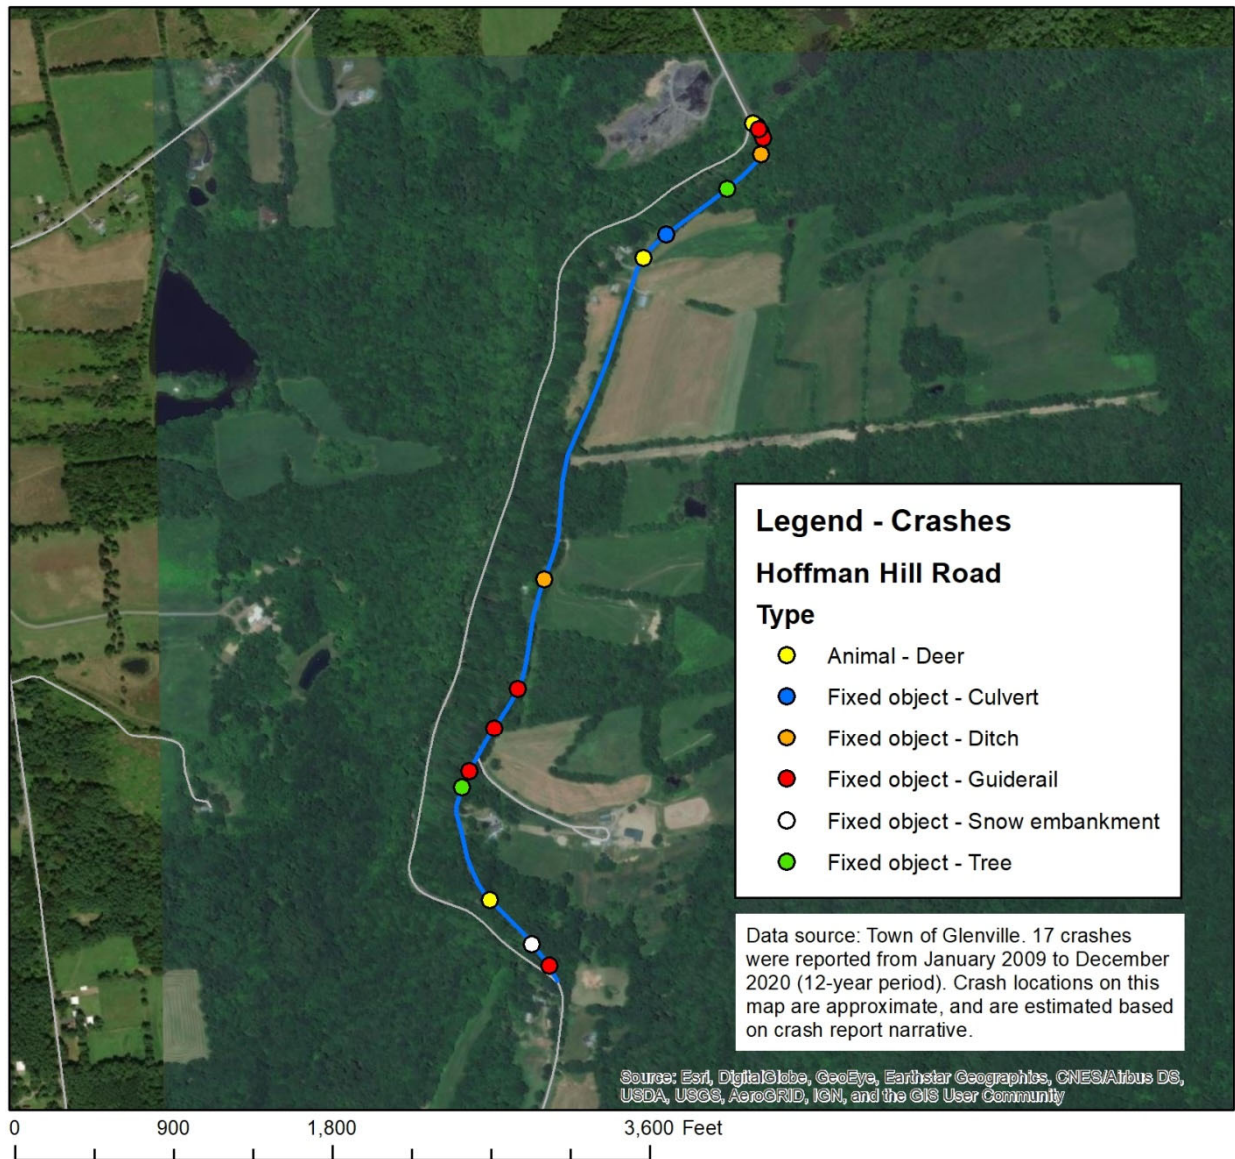 Legend - Crashes
Hoffman Hill Road
Type
Animal - Deer
Fixed object - Culvert
Fixed object - Ditch
Fixed object - Guiderail
Fixed object - Snow embankment
Fixed object - Tree
Data source: Town of Glenville. 17 crashes
were reported from January 2009 to December
2020 (12-year period). Crash locations on this
map are approximate, and are estimated based
on crash report narrative.
Source: Esri, DigitalGlobe, GeoEye, Earthstar Geographics, CNES/Airbus DS,
USDA, USGS, AeroGRID, IGN, and the GIS User Community
0 900 1,800 3,600 Feet